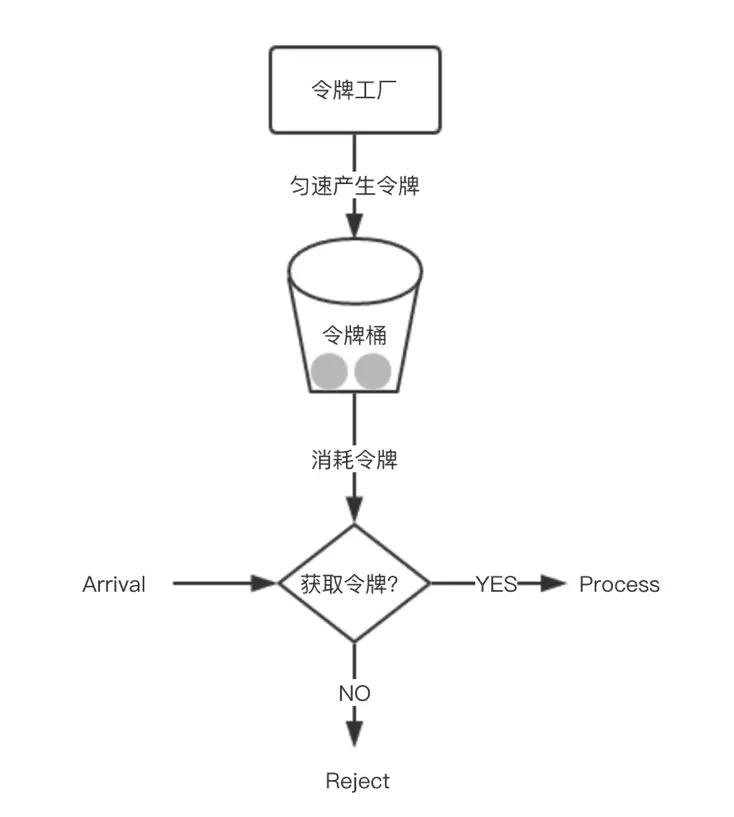 令牌工厂
匀速产生令牌
令牌桶
消耗令牌
Arrival
获取令牌?
YES
Process
NO
Reject